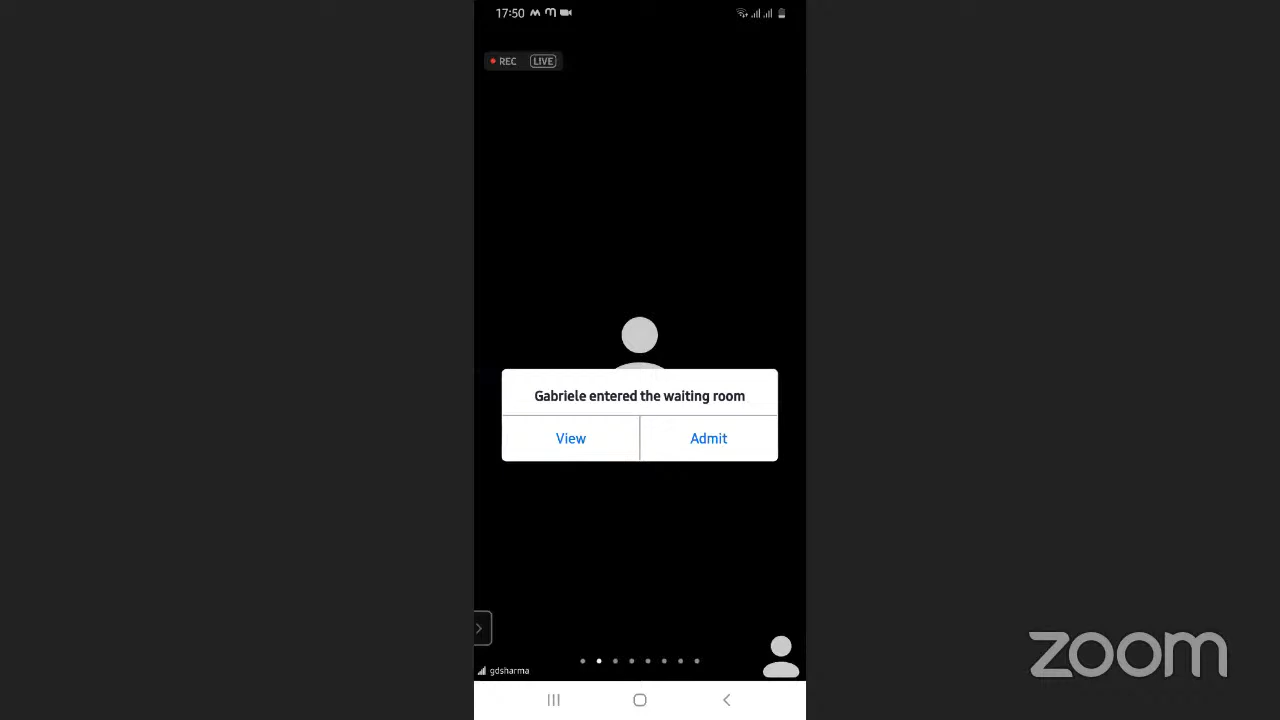 17:50
REC LIVE
Gabriele entered the waiting room
View Admit
gdsharma
zoom